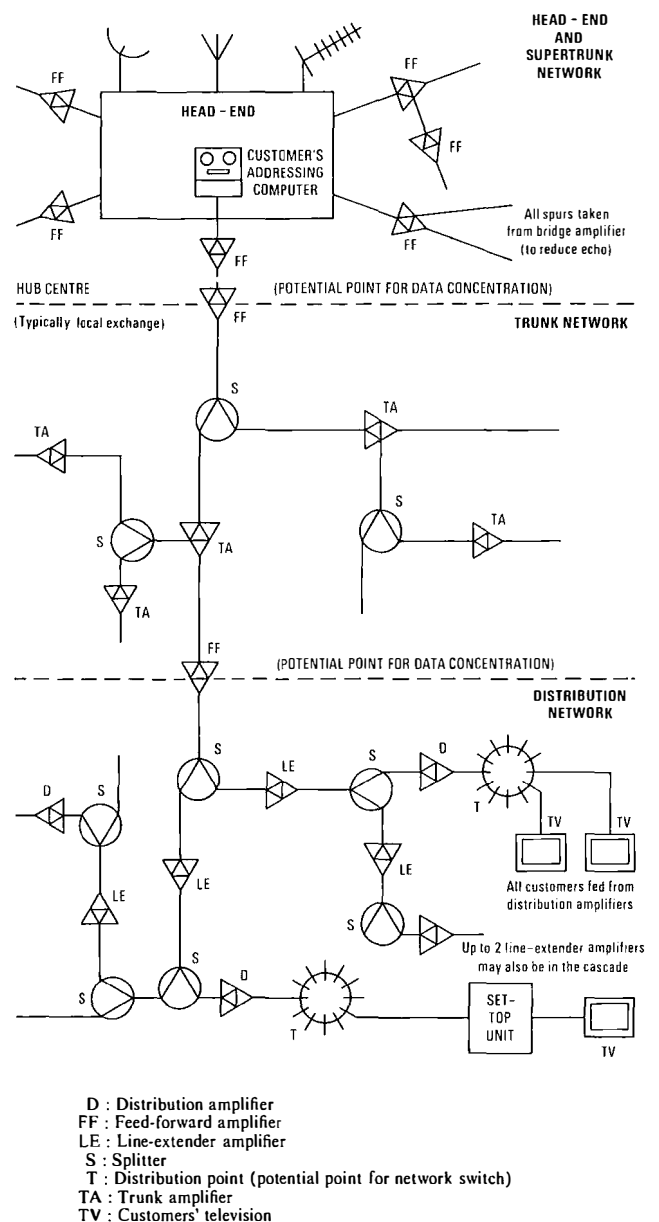 HEAD - END
AND
SUPERTRUNK
NETWORK
FF
FF
HEAD - END
CUSTOMER'S
ADDRESSING
COMPUTER
FF
FF
FF
All spurs taken
from bridge amplifier
(to reduce echo)
FF
HUB CENTRE
(POTENTIAL POINT FOR DATA CONCENTRATION)
(Typically local exchange)
FF
TRUNK NETWORK
S
TA
TA
S
S
TA
TA
TA
FF
(POTENTIAL POINT FOR DATA CONCENTRATION)
DISTRIBUTION
NETWORK
S
LE
S
D
D
S
T
TV
TV
LE
LE
LE
All customers fed from
distribution amplifiers
S
Up to 2 line-extender amplifiers
may also be in the cascade
S
S
D
T
SET-
TOP
UNIT
TV
D : Distribution amplifier
FF : Feed-forward amplifier
LE : Line-extender amplifier
S : Splitter
T : Distribution point (potential point for network switch)
TA : Trunk amplifier
TV : Customers' television